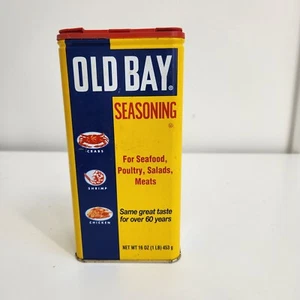 OLD BAY®
SEASONING®
CRABS
For Seafood,
Poultry, Salads,
Meats
SHRIMP
CHICKEN
Same great taste
for over 60 years
NET WT 16 OZ (1 LB) 453 g